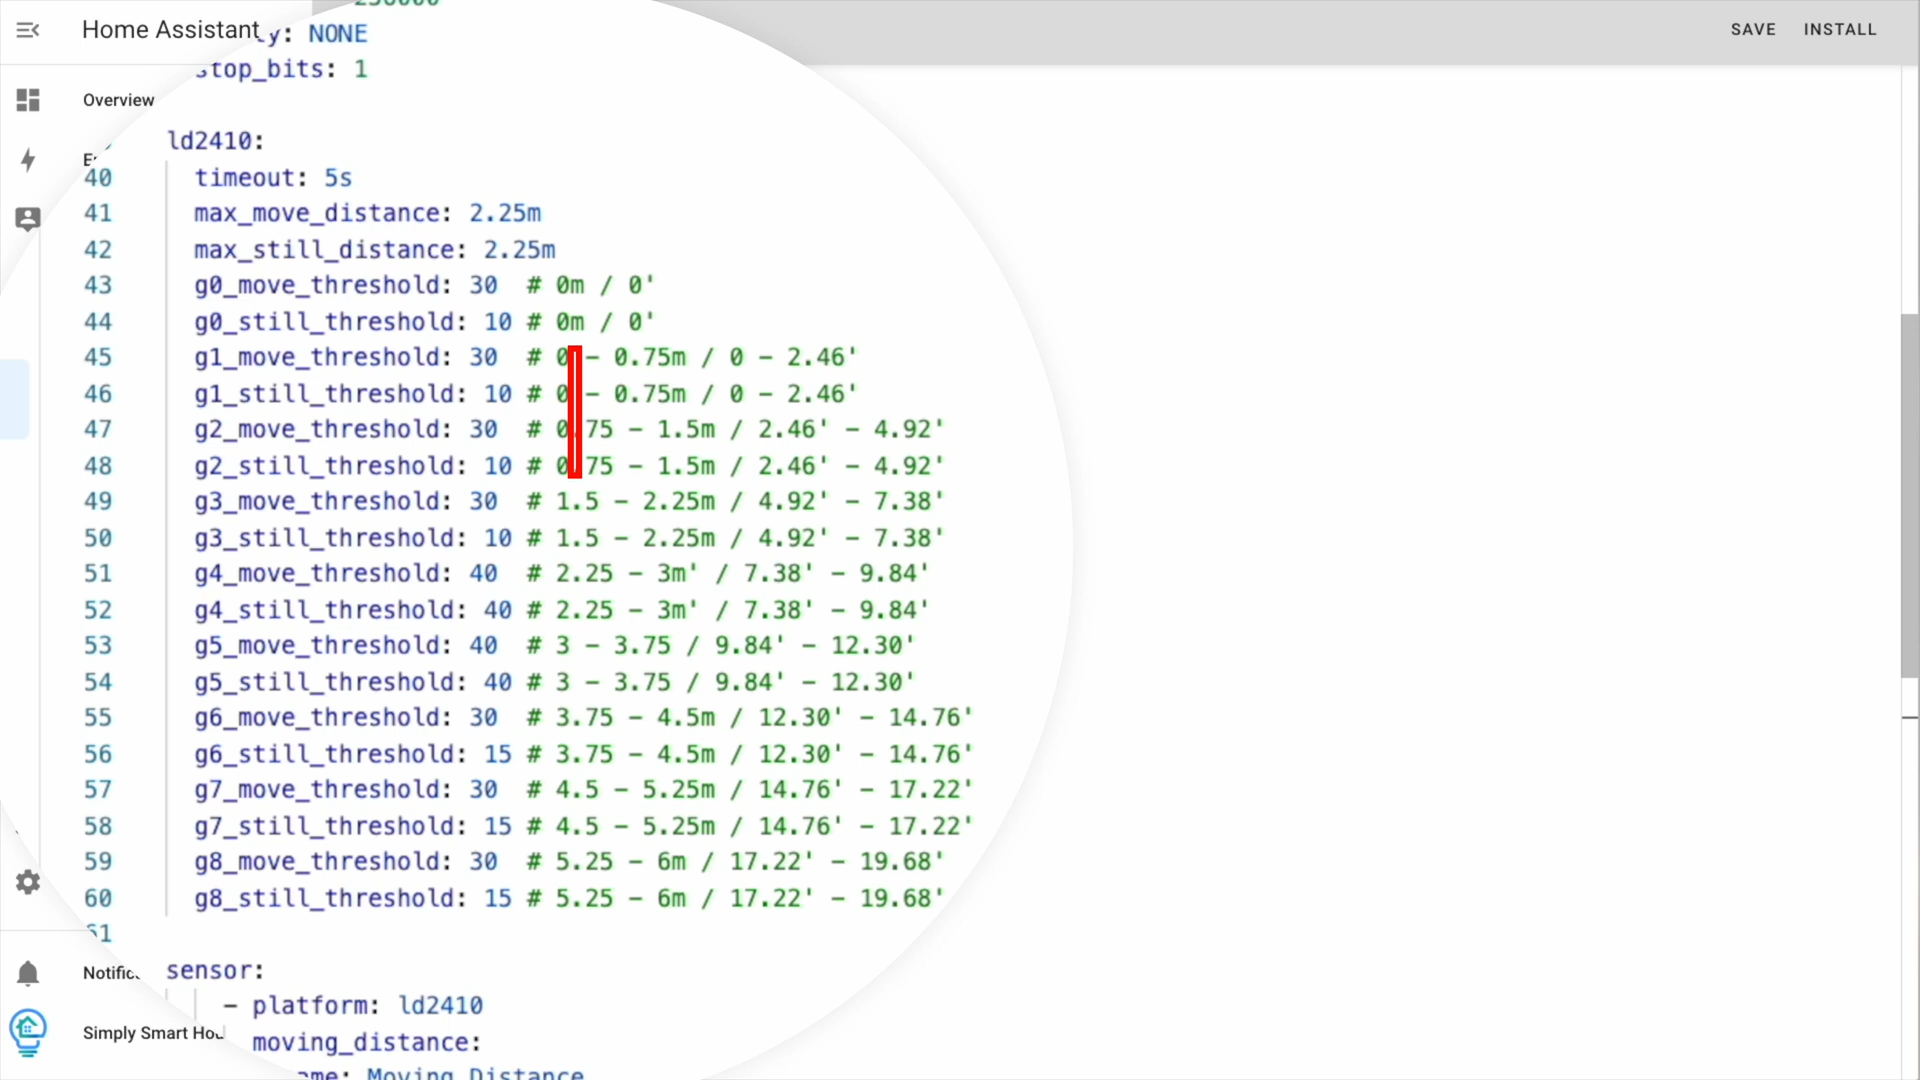 Home Assistant
SAVE
INSTALL
Overview
y: NONE
stop_bits: 1
ld2410:
40 timeout: 5s
41 max_move_distance: 2.25m
42 max_still_distance: 2.25m
43 g0_move_threshold: 30 # 0m / 0'
44 g0_still_threshold: 10 # 0m / 0'
45 g1_move_threshold: 30 # 0 - 0.75m / 0 - 2.46'
46 g1_still_threshold: 10 # 0 - 0.75m / 0 - 2.46'
47 g2_move_threshold: 30 # 0.75 - 1.5m / 2.46' - 4.92'
48 g2_still_threshold: 10 # 0.75 - 1.5m / 2.46' - 4.92'
49 g3_move_threshold: 30 # 1.5 - 2.25m / 4.92' - 7.38'
50 g3_still_threshold: 10 # 1.5 - 2.25m / 4.92' - 7.38'
51 g4_move_threshold: 40 # 2.25 - 3m' / 7.38' - 9.84'
52 g4_still_threshold: 40 # 2.25 - 3m' / 7.38' - 9.84'
53 g5_move_threshold: 40 # 3 - 3.75 / 9.84' - 12.30'
54 g5_still_threshold: 40 # 3 - 3.75 / 9.84' - 12.30'
55 g6_move_threshold: 30 # 3.75 - 4.5m / 12.30' - 14.76'
56 g6_still_threshold: 15 # 3.75 - 4.5m / 12.30' - 14.76'
57 g7_move_threshold: 30 # 4.5 - 5.25m / 14.76' - 17.22'
58 g7_still_threshold: 15 # 4.5 - 5.25m / 14.76' - 17.22'
59 g8_move_threshold: 30 # 5.25 - 6m / 17.22' - 19.68'
60 g8_still_threshold: 15 # 5.25 - 6m / 17.22' - 19.68'
61
sensor:
- platform: ld2410
moving_distance:
Moving Distance
Simply Smart